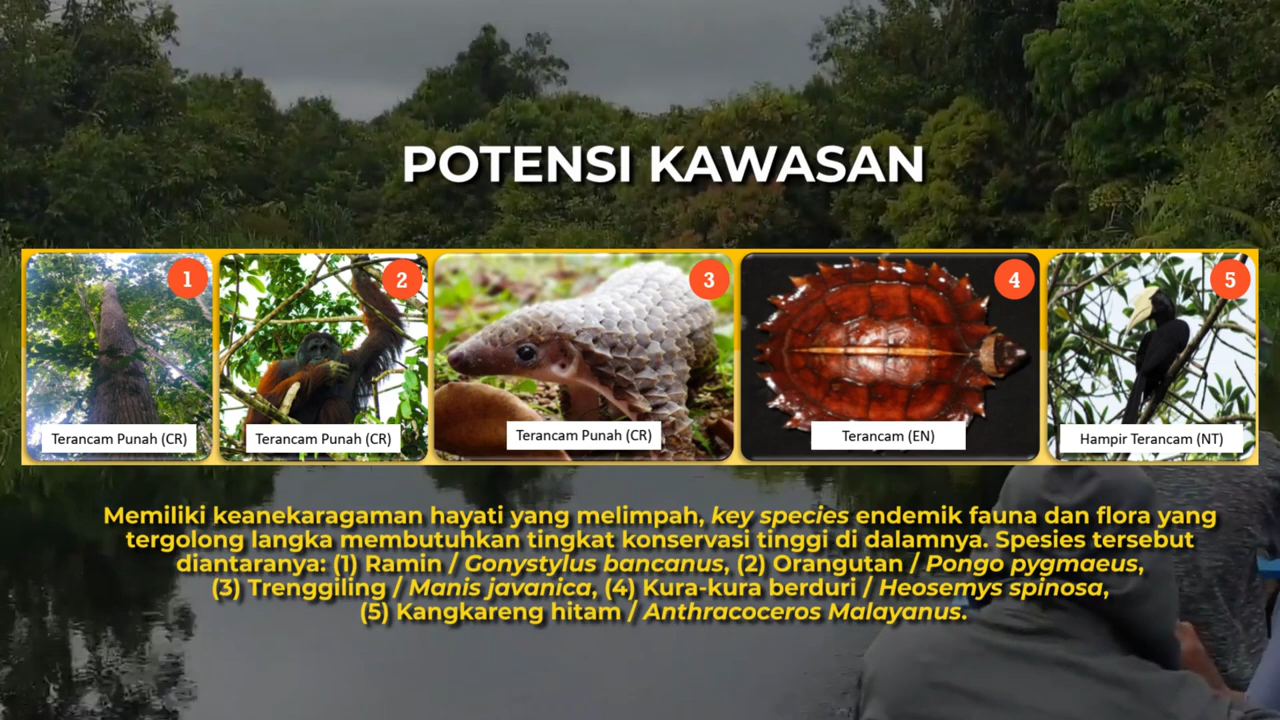 POTENSI KAWASAN
1
2
3
4
5
Terancam Punah (CR)
Terancam Punah (CR)
Terancam Punah (CR)
Terancam (EN)
Hampir Terancam (NT)
Memiliki keanekaragaman hayati yang melimpah, key species endemik fauna dan flora yang
tergolong langka membutuhkan tingkat konservasi tinggi di dalamnya. Spesies tersebut
diantaranya: (1) Ramin / Gonystylus bancanus, (2) Orangutan / Pongo pygmaeus,
(3) Trenggiling / Manis javanica, (4) Kura-kura berduri / Heosemys spinosa,
(5) Kangkareng hitam / Anthracoceros Malayanus.